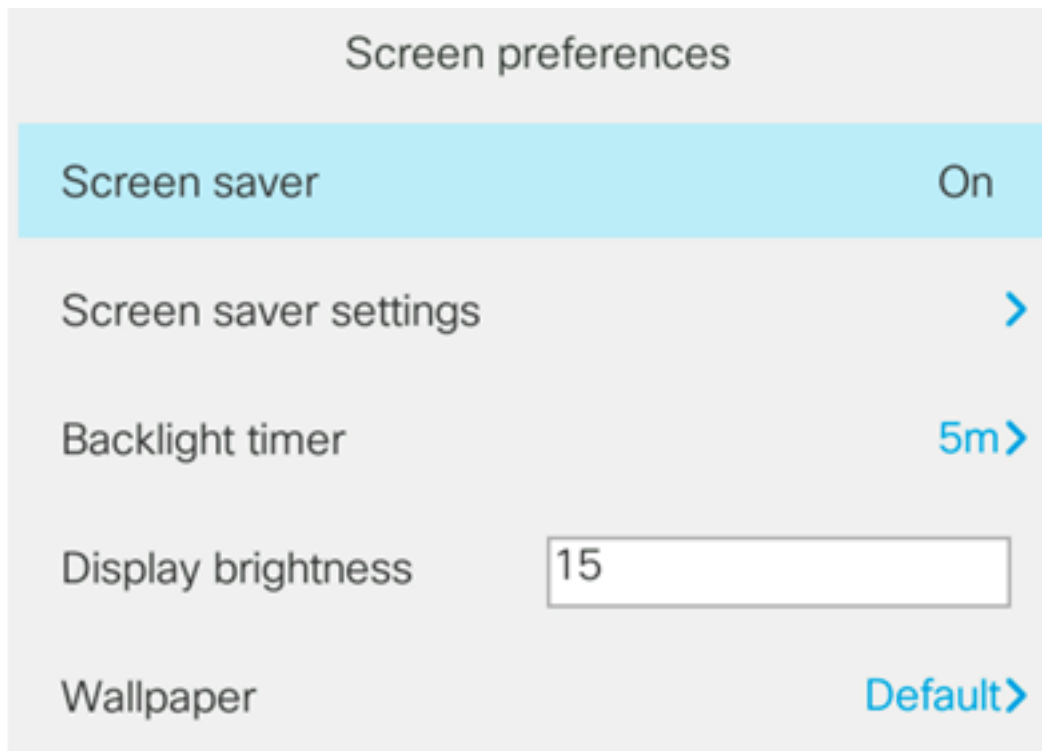 Screen preferences
Screen saver On
Screen saver settings
Backlight timer 5m
Display brightness 15
Wallpaper Default